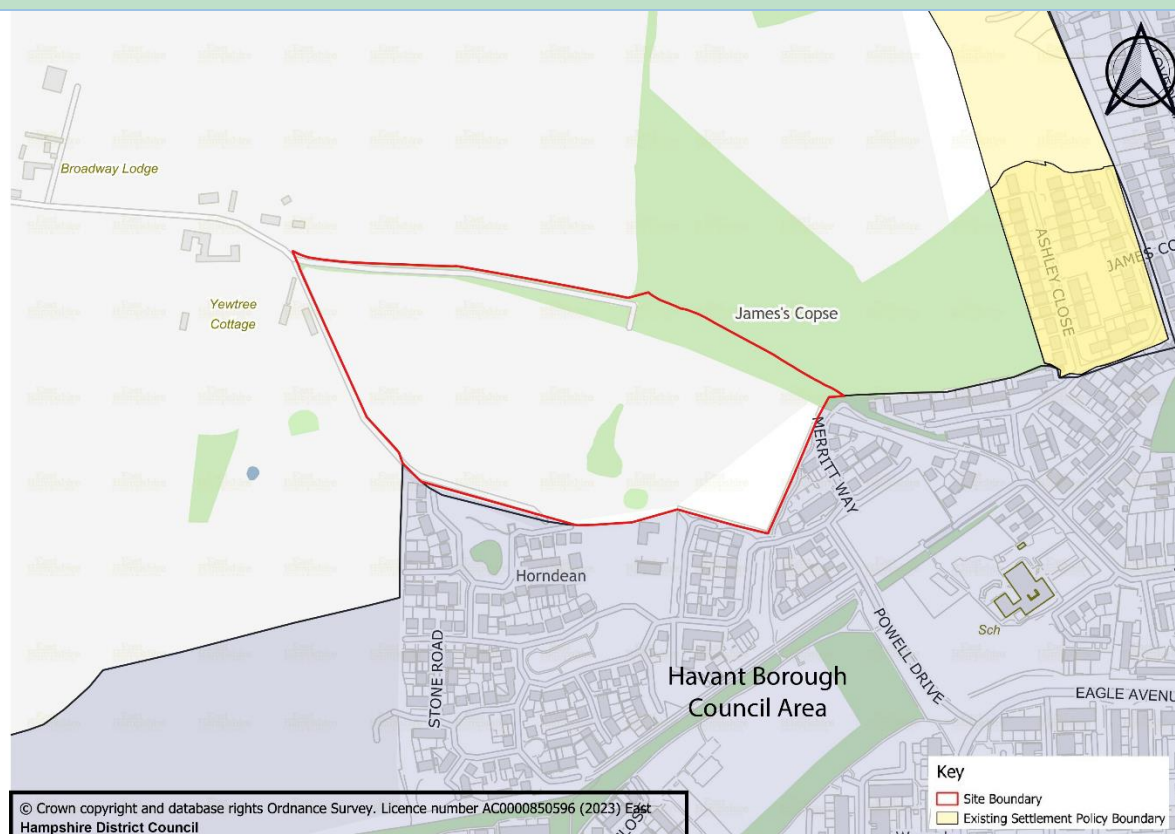 Broadway Lodge
Yewtree
Cottage
James's Copse
ASHLEY CLOSE
JAMES CO
MERRITT WAY
Horndean
STONE ROAD
Sch
POWELL DRIVE
Havant Borough
Council Area
EAGLE AVENU
Key
Site Boundary
Existing Settlement Policy Boundary
© Crown copyright and database rights Ordnance Survey. Licence number AC0000850596 (2023) East
Hampshire District Council